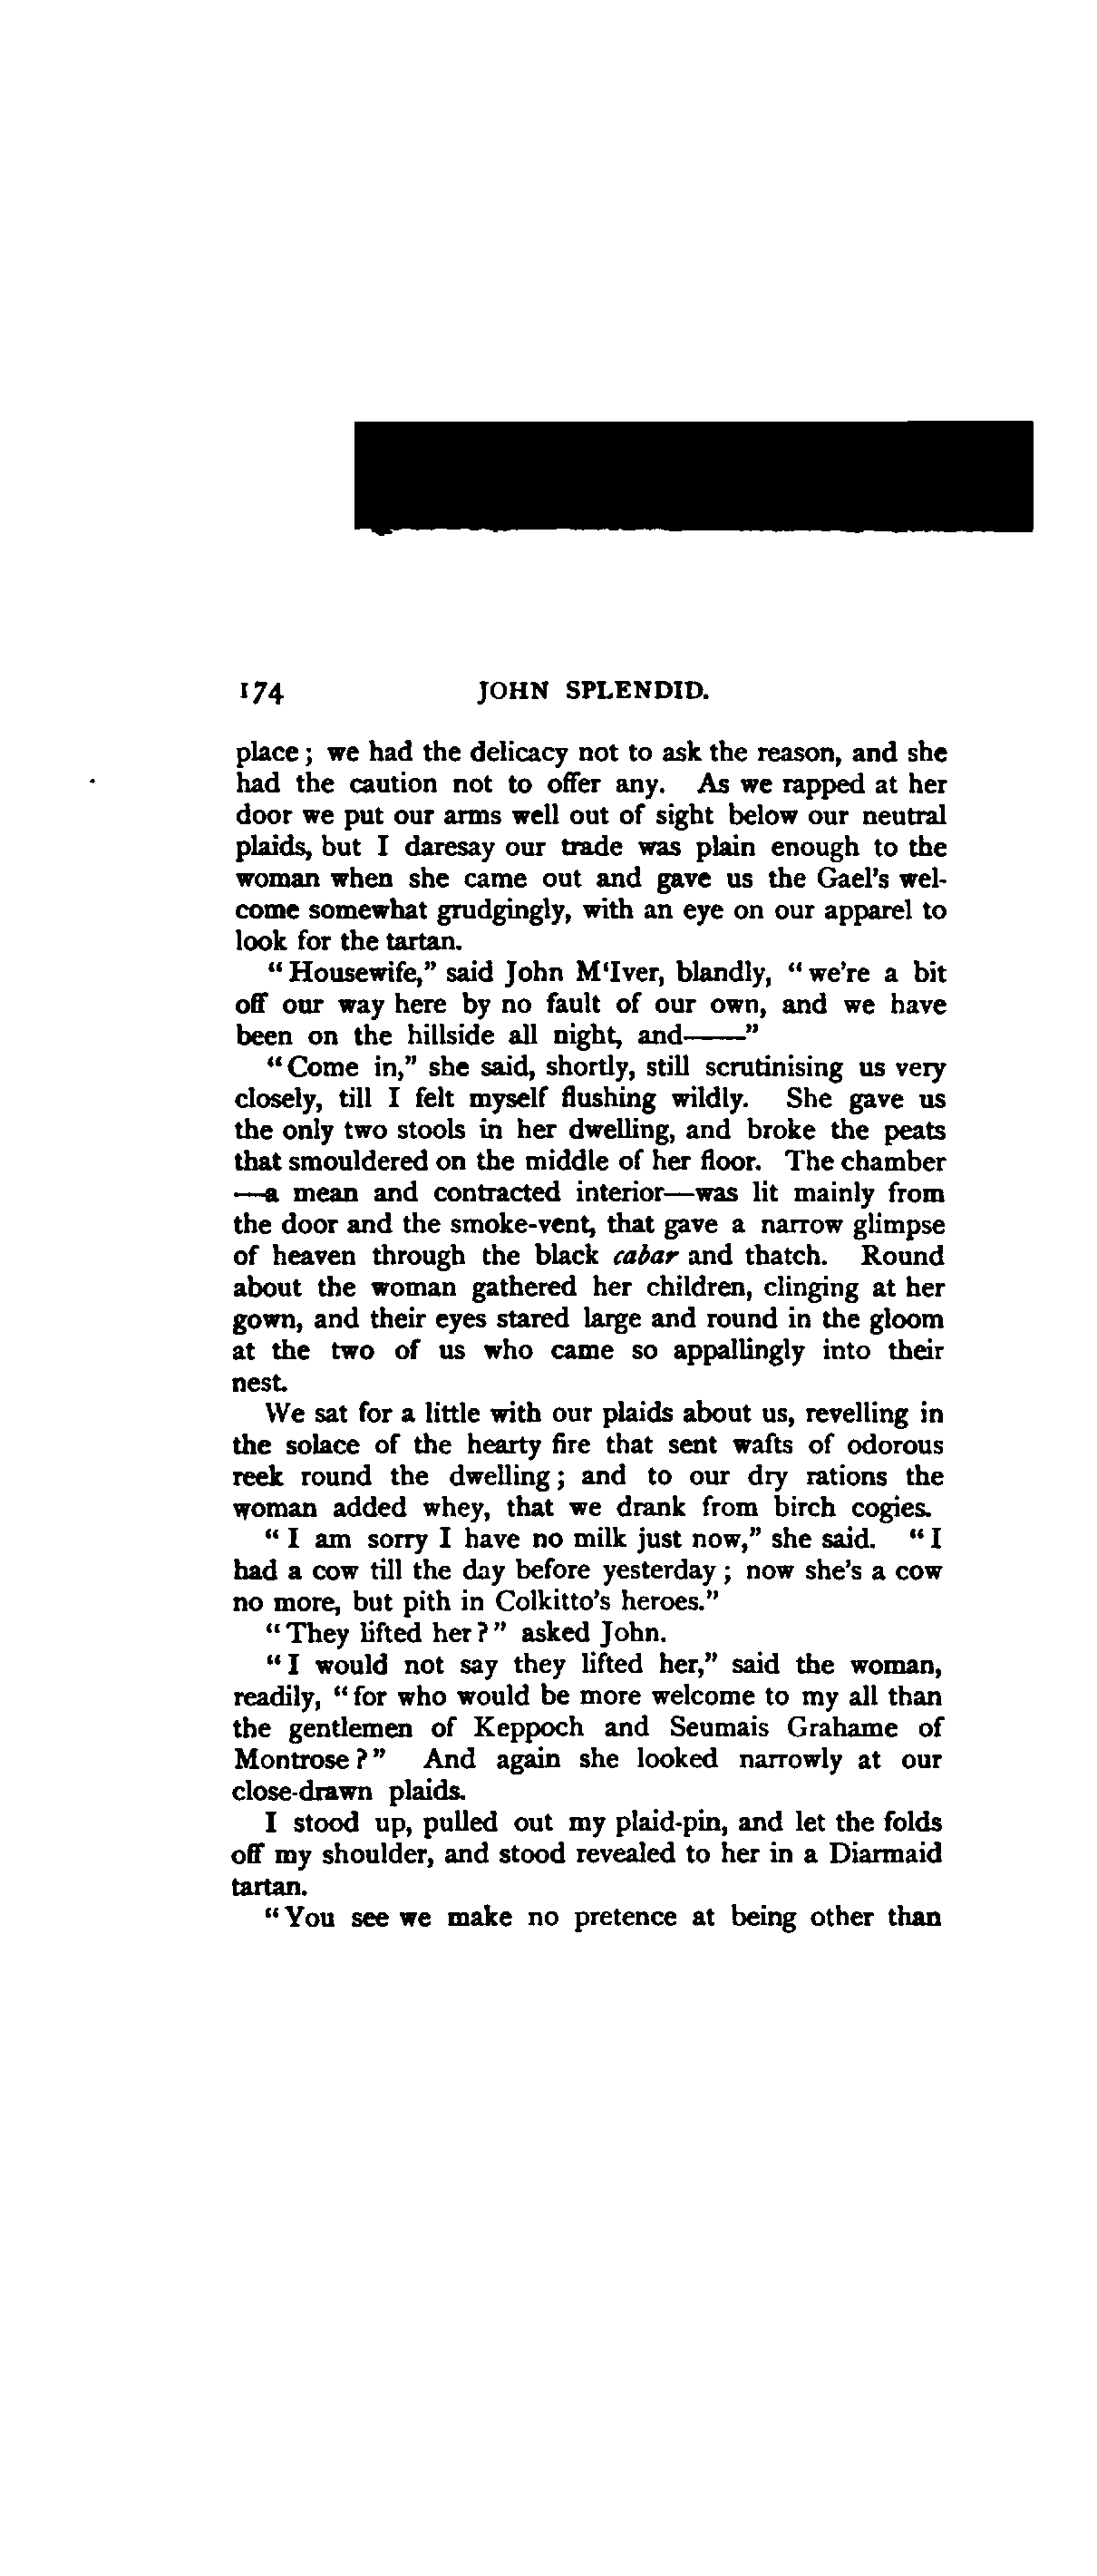 174 JOHN SPLENDID.
place; we had the delicacy not to ask the reason, and she
had the caution not to offer any. As we rapped at her
door we put our arms well out of sight below our neutral
plaids, but I daresay our trade was plain enough to the
woman when she came out and gave us the Gael's wel-
come somewhat grudgingly, with an eye on our apparel to
look for the tartan.
"Housewife," said John M'Iver, blandly, "we're a bit
off our way here by no fault of our own, and we have
been on the hillside all night, and——"
"Come in," she said, shortly, still scrutinising us very
closely, till I felt myself flushing wildly. She gave us
the only two stools in her dwelling, and broke the peats
that smouldered on the middle of her floor. The chamber
—a mean and contracted interior—was lit mainly from
the door and the smoke-vent, that gave a narrow glimpse
of heaven through the black cabar and thatch. Round
about the woman gathered her children, clinging at her
gown, and their eyes stared large and round in the gloom
at the two of us who came so appallingly into their
nest.
We sat for a little with our plaids about us, revelling in
the solace of the hearty fire that sent wafts of odorous
reek round the dwelling; and to our dry rations the
woman added whey, that we drank from birch cogies.
"I am sorry I have no milk just now," she said. "I
had a cow till the day before yesterday; now she's a cow
no more, but pith in Colkitto's heroes."
"They lifted her?" asked John.
"I would not say they lifted her," said the woman,
readily, "for who would be more welcome to my all than
the gentlemen of Keppoch and Seumais Grahame of
Montrose?" And again she looked narrowly at our
close-drawn plaids.
I stood up, pulled out my plaid-pin, and let the folds
off my shoulder, and stood revealed to her in a Diarmaid
tartan.
"You see we make no pretence at being other than